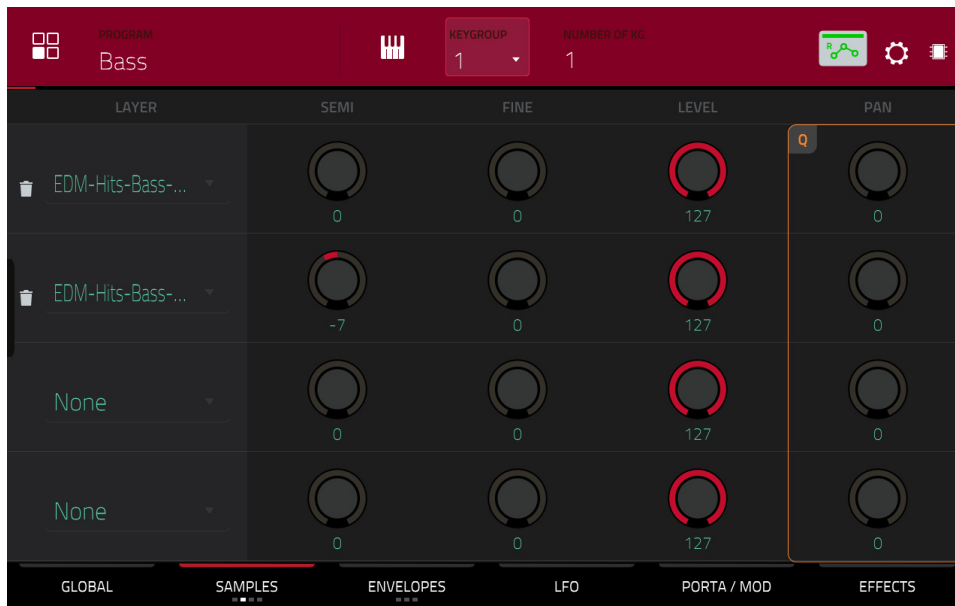 PROGRAM
Bass
KEYGROUP
1
NUMBER OF KG
1
R
LAYER SEMI FINE LEVEL PAN
Q
EDM-Hits-Bass-... 0 0 127 0
EDM-Hits-Bass-... -7 0 127 0
None 0 0 127 0
None 0 0 127 0
GLOBAL SAMPLES ENVELOPES LFO PORTA / MOD EFFECTS